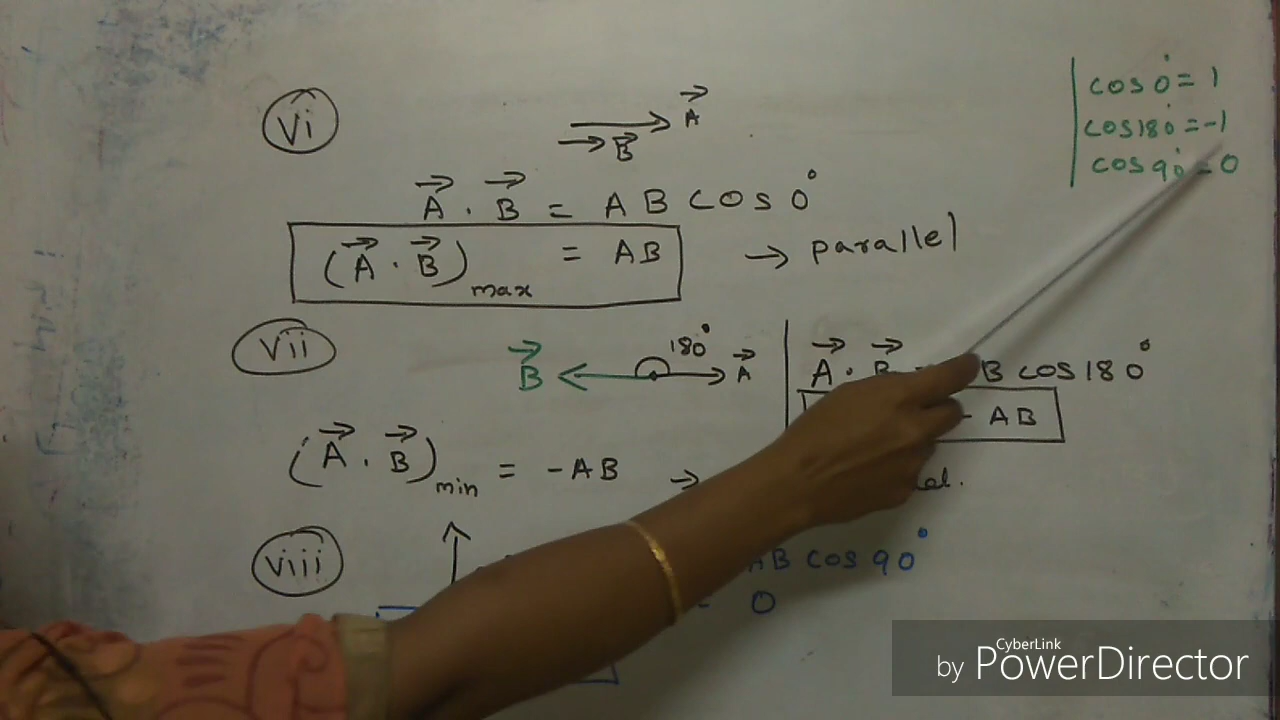 cos 0° = 1
cos 180° = -1
cos 90° = 0
vi
A⃗
B⃗
A⃗ . B⃗ = A B cos 0°
(A⃗ . B⃗)max = AB → parallel
vii
B⃗ 180° A⃗
A⃗ . B⃗ = B cos 180°
- AB
(A⃗ . B⃗)min = -AB →
viii
AB cos 90°
= 0
CyberLink
by PowerDirector